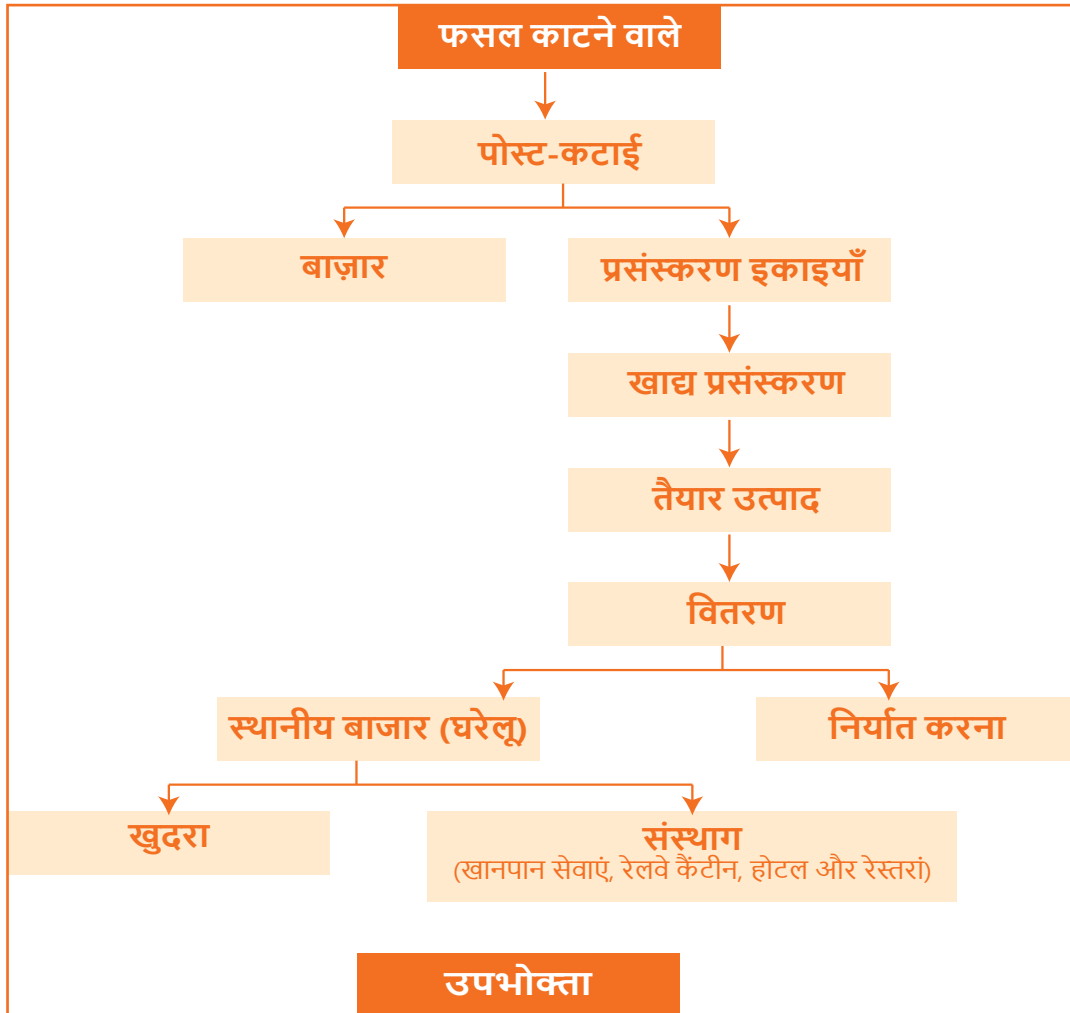 फसल काटने वाले
पोस्ट-कटाई
बाज़ार
प्रसंस्करण इकाइयाँ
खाद्य प्रसंस्करण
तैयार उत्पाद
वितरण
स्थानीय बाजार (घरेलू)
निर्यात करना
खुदरा
संस्थाग
(खानपान सेवाएं, रेलवे कैंटीन, होटल और रेस्तरां)
उपभोक्ता